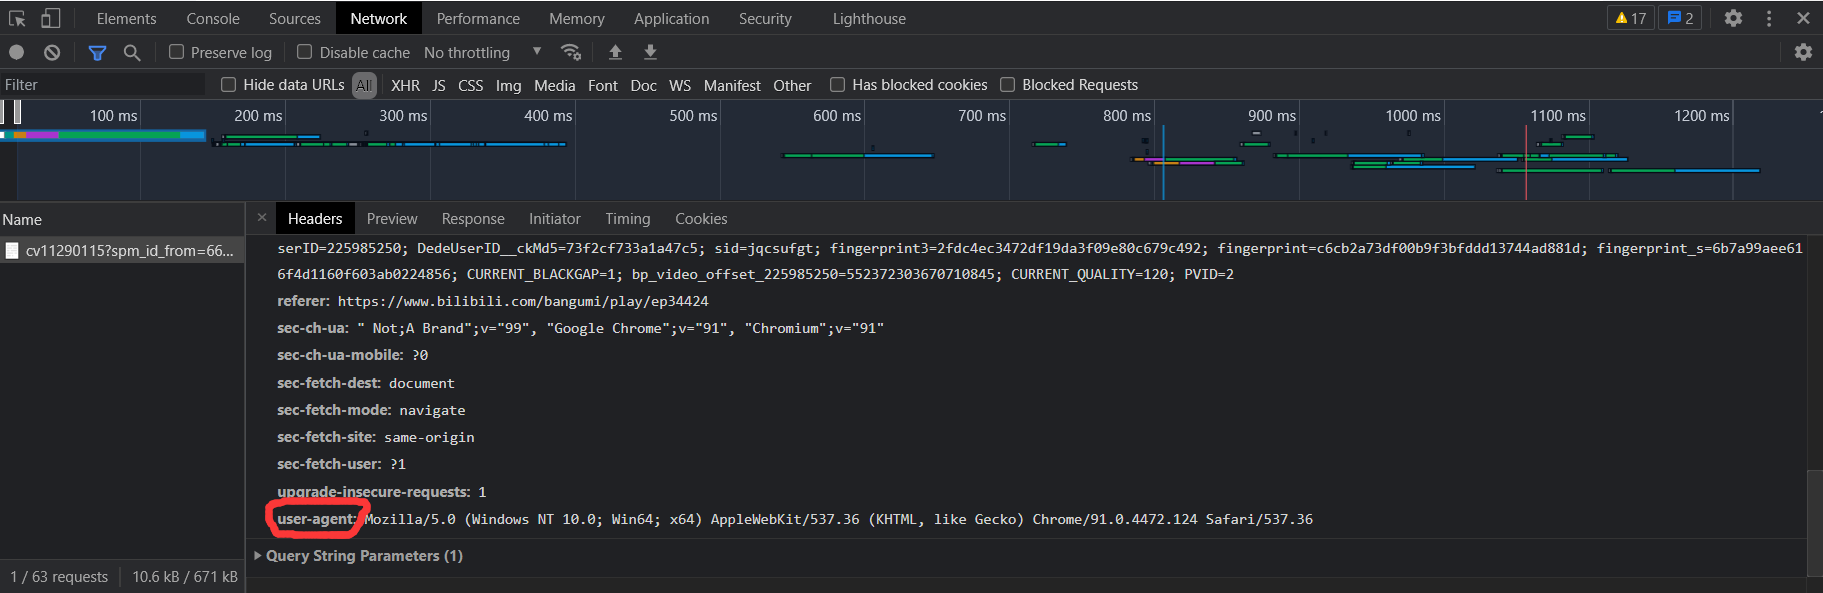 Elements Console Sources Network Performance Memory Application Security Lighthouse 17 2
Preserve log Disable cache No throttling
Filter Hide data URLs All XHR JS CSS Img Media Font Doc WS Manifest Other Has blocked cookies Blocked Requests
100 ms 200 ms 300 ms 400 ms 500 ms 600 ms 700 ms 800 ms 900 ms 1000 ms 1100 ms 1200 ms
Name
Headers Preview Response Initiator Timing Cookies
cv11290115?spm_id_from=66...
serID=225985250; DedeUserID__ckMd5=73f2cf733a1a47c5; sid=jqcsufgt; fingerprint3=2fdc4ec3472df19da3f09e80c679c492; fingerprint=c6cb2a73df00b9f3bfddd13744ad881d; fingerprint_s=6b7a99aee61
6f4d1160f603ab0224856; CURRENT_BLACKGAP=1; bp_video_offset_225985250=552372303670710845; CURRENT_QUALITY=120; PVID=2
referer: https://www.bilibili.com/bangumi/play/ep34424
sec-ch-ua: " Not;A Brand";v="99", "Google Chrome";v="91", "Chromium";v="91"
sec-ch-ua-mobile: ?0
sec-fetch-dest: document
sec-fetch-mode: navigate
sec-fetch-site: same-origin
sec-fetch-user: ?1
upgrade-insecure-requests: 1
user-agent: Mozilla/5.0 (Windows NT 10.0; Win64; x64) AppleWebKit/537.36 (KHTML, like Gecko) Chrome/91.0.4472.124 Safari/537.36
Query String Parameters (1)
1 / 63 requests 10.6 kB / 671 kB